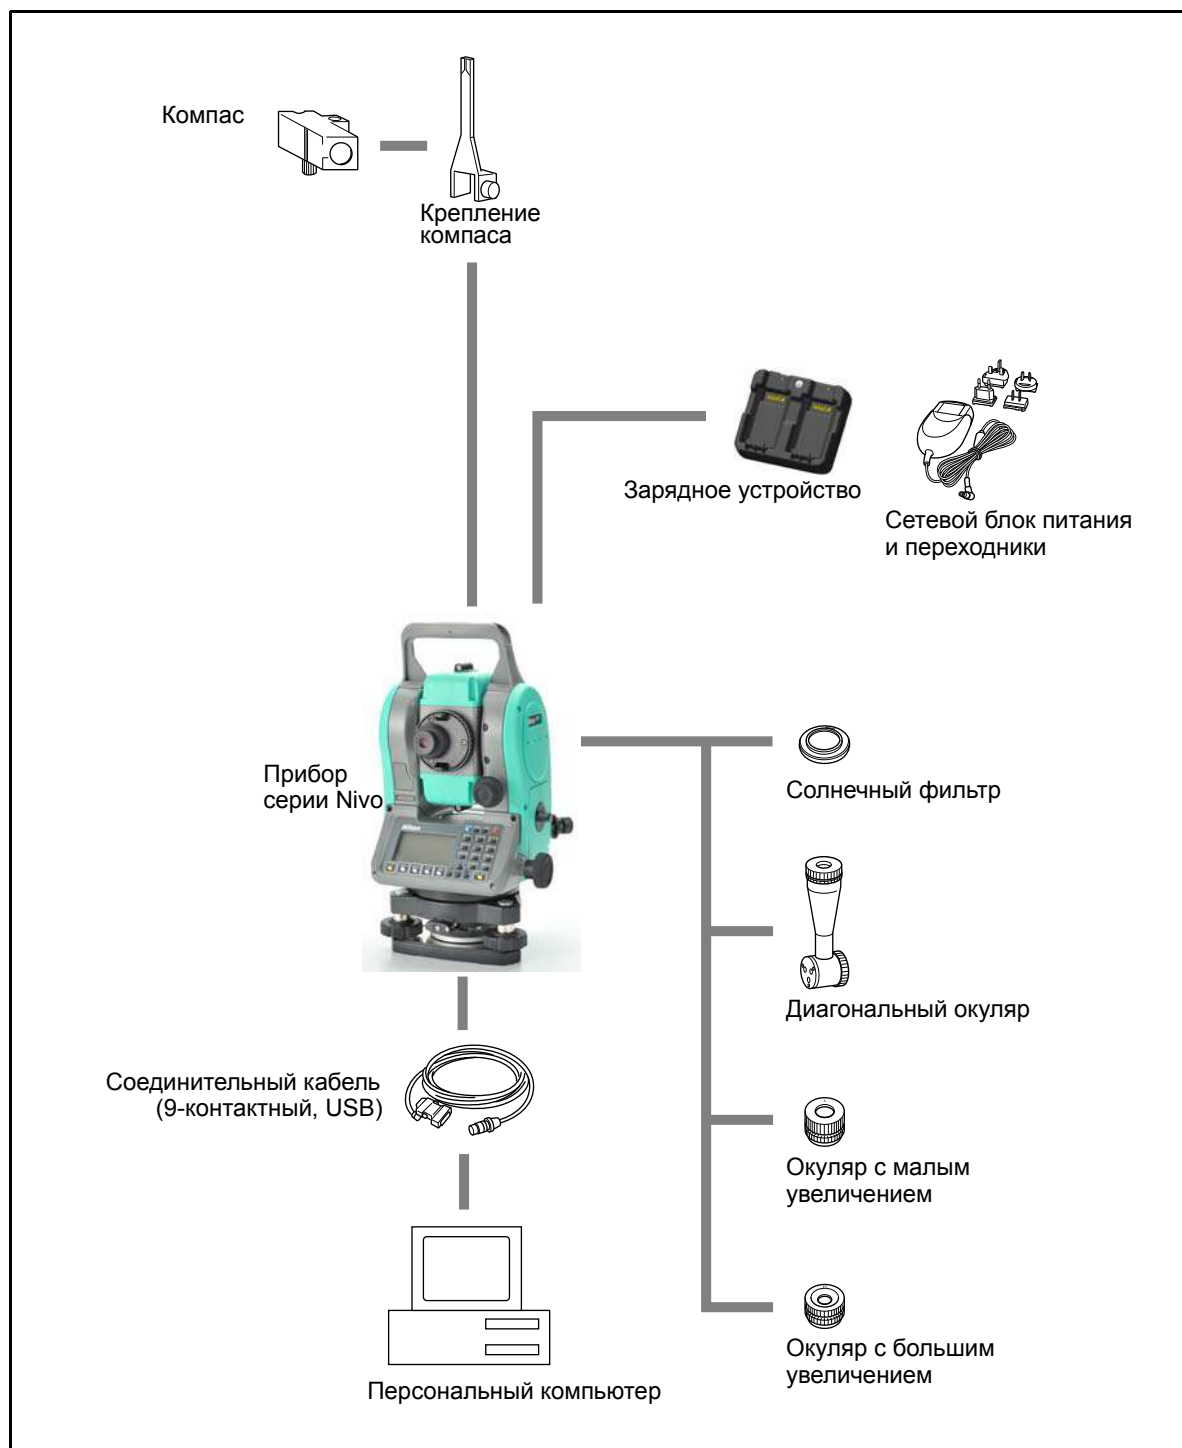 Компас
Крепление
компаса
Зарядное устройство
Сетевой блок питания
и переходники
Прибор
серии Nivo
Солнечный фильтр
Диагональный окуляр
Соединительный кабель
(9-контактный, USB)
Окуляр с малым
увеличением
Окуляр с большим
увеличением
Персональный компьютер